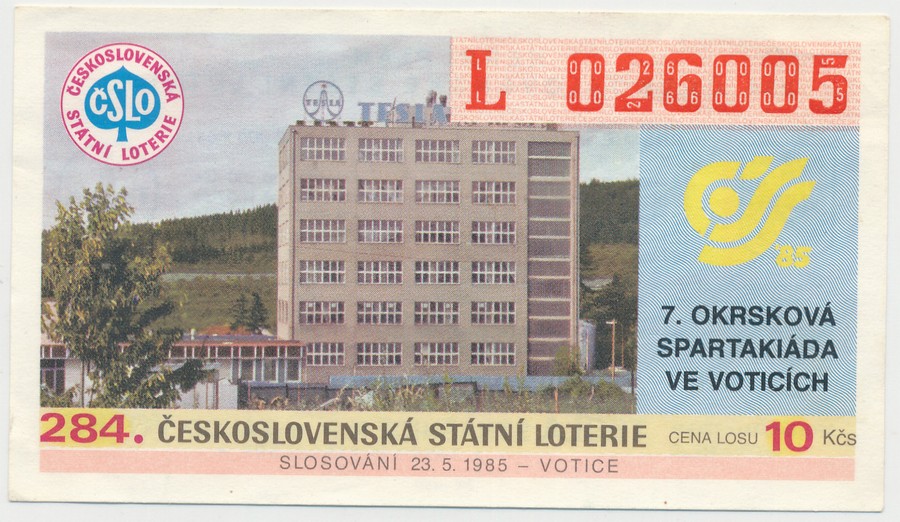 ČESKOSLOVENSKÁ
STÁTNÍ LOTERIE
ČSLO
TESLA
TESLA
L 026005
85
7. OKRSKOVÁ
SPARTAKIÁDA
VE VOTICÍCH
284. ČESKOSLOVENSKÁ STÁTNÍ LOTERIE CENA LOSU 10 Kčs
SLOSOVÁNÍ 23. 5. 1985 – VOTICE